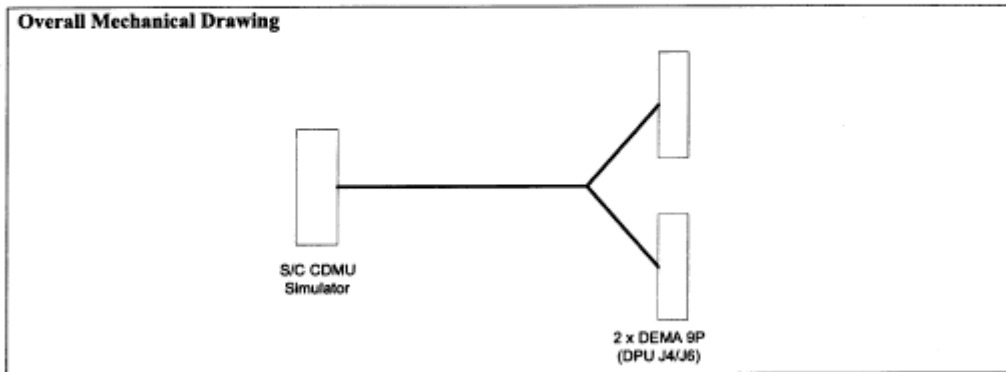 Overall Mechanical Drawing
S/C CDMU
Simulator
2 x DEMA 9P
(DPU J4/J6)